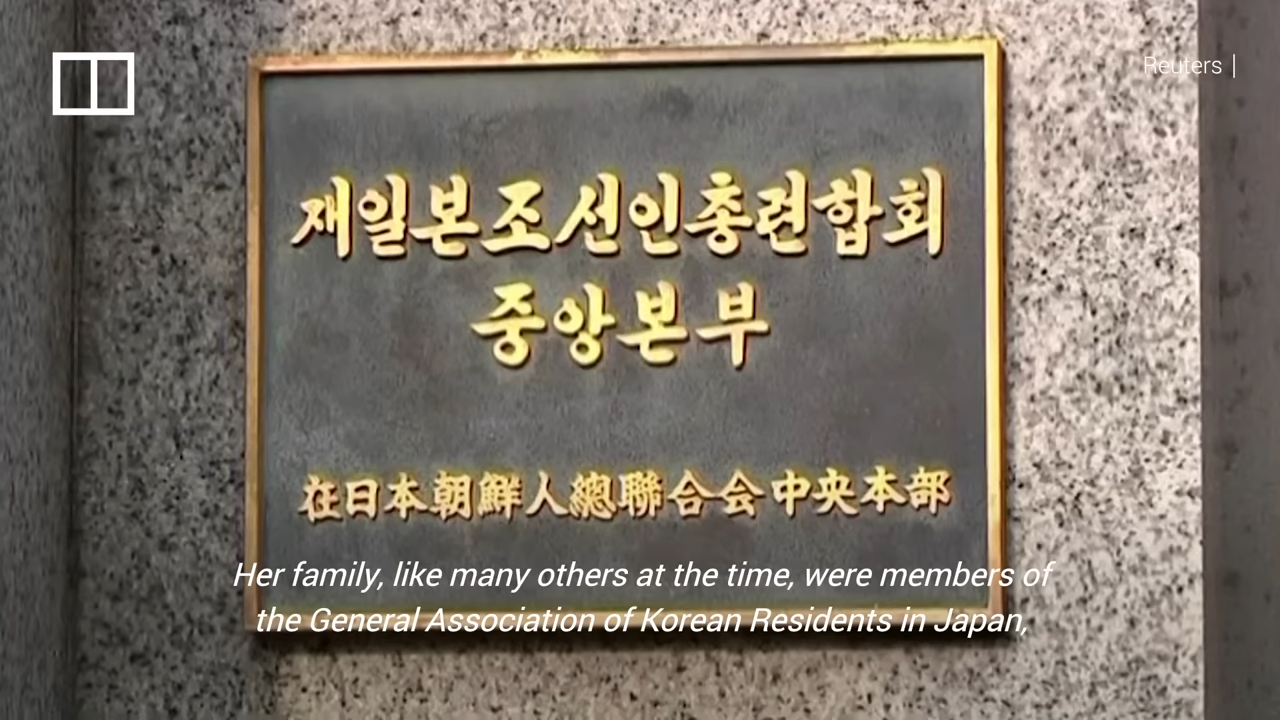 Reuters |
재일본조선인총련합회
중앙본부
在日本朝鮮人總聯合会中央本部
Her family, like many others at the time, were members of
the General Association of Korean Residents in Japan,